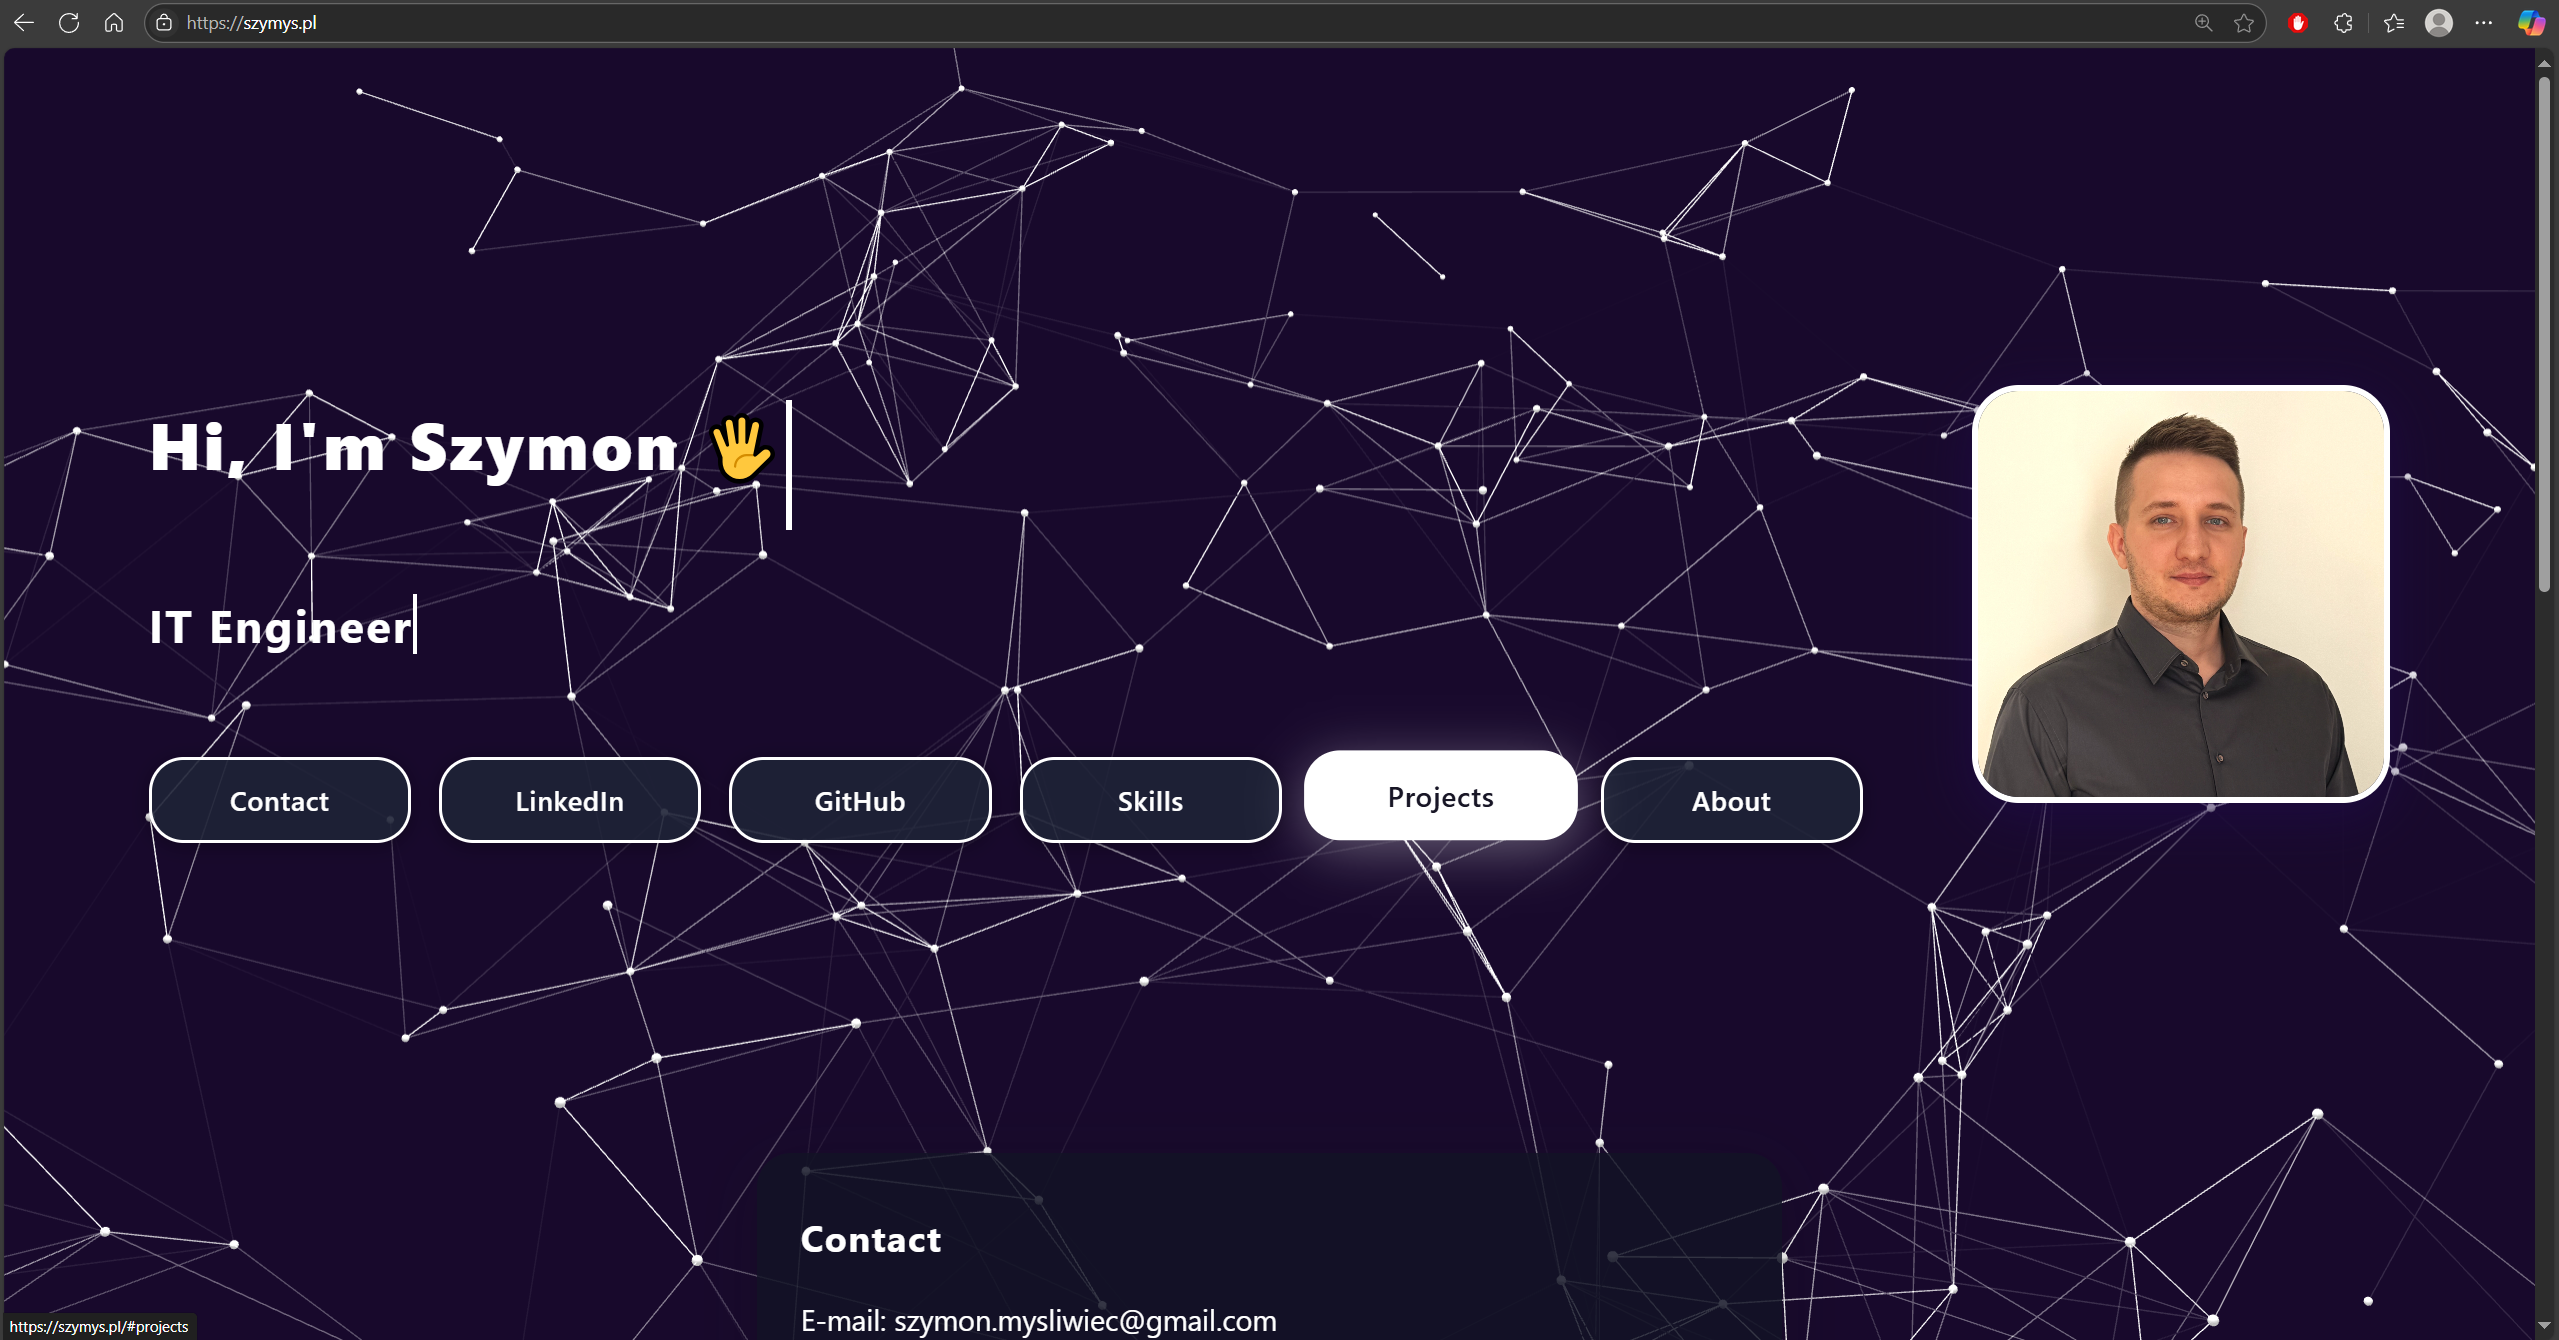 https://szymys.pl
Hi, I'm Szymon 🖐
IT Engineer
Contact
LinkedIn
GitHub
Skills
Projects
About
Contact
E-mail: szymon.mysliwiec@gmail.com
https://szymys.pl/#projects